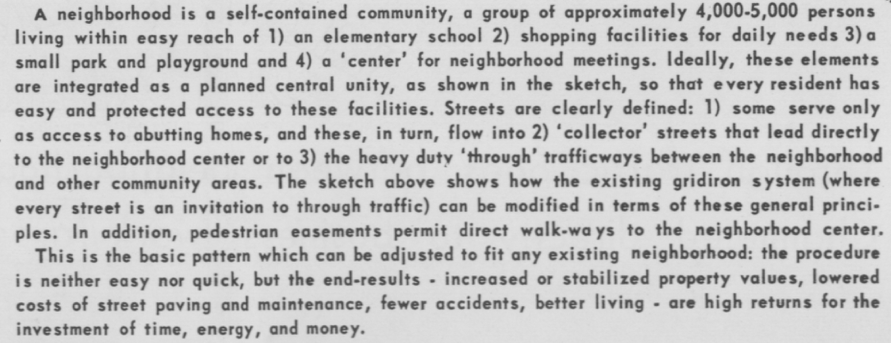 A neighborhood is a self-contained community, a group of approximately 4,000-5,000 persons
living within easy reach of 1) an elementary school 2) shopping facilities for daily needs 3) a
small park and playground and 4) a 'center' for neighborhood meetings. Ideally, these elements
are integrated as a planned central unity, as shown in the sketch, so that every resident has
easy and protected access to these facilities. Streets are clearly defined: 1) some serve only
as access to abutting homes, and these, in turn, flow into 2) 'collector' streets that lead directly
to the neighborhood center or to 3) the heavy duty 'through' trafficways between the neighborhood
and other community areas. The sketch above shows how the existing gridiron system (where
every street is an invitation to through traffic) can be modified in terms of these general princi-
ples. In addition, pedestrian easements permit direct walk-ways to the neighborhood center.
This is the basic pattern which can be adjusted to fit any existing neighborhood: the procedure
is neither easy nor quick, but the end-results - increased or stabilized property values, lowered
costs of street paving and maintenance, fewer accidents, better living - are high returns for the
investment of time, energy, and money.